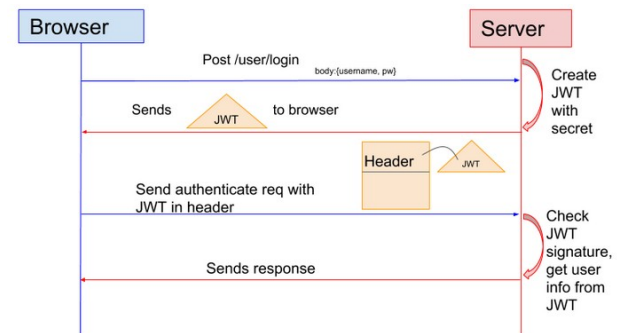 Browser
Server
Post /user/login
body:{username, pw}
Create
JWT
with
secret
Sends
JWT
to browser
Header
JWT
Send authenticate req with
JWT in header
Check
JWT
signature,
get user
info from
JWT
Sends response